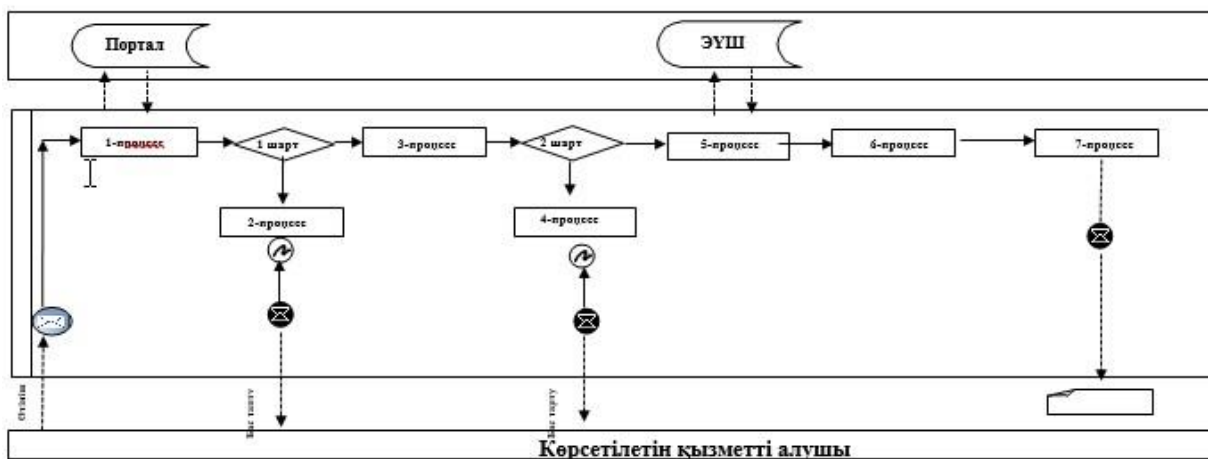 Портал
ЭҮШ
1-процесс
1 шарт
3-процесс
2 шарт
5-процесс
6-процесс
7-процесс
2-процесс
4-процесс
Өтініш
Бас тарту
Бас тарту
Көрсетілетін қызметті алушы